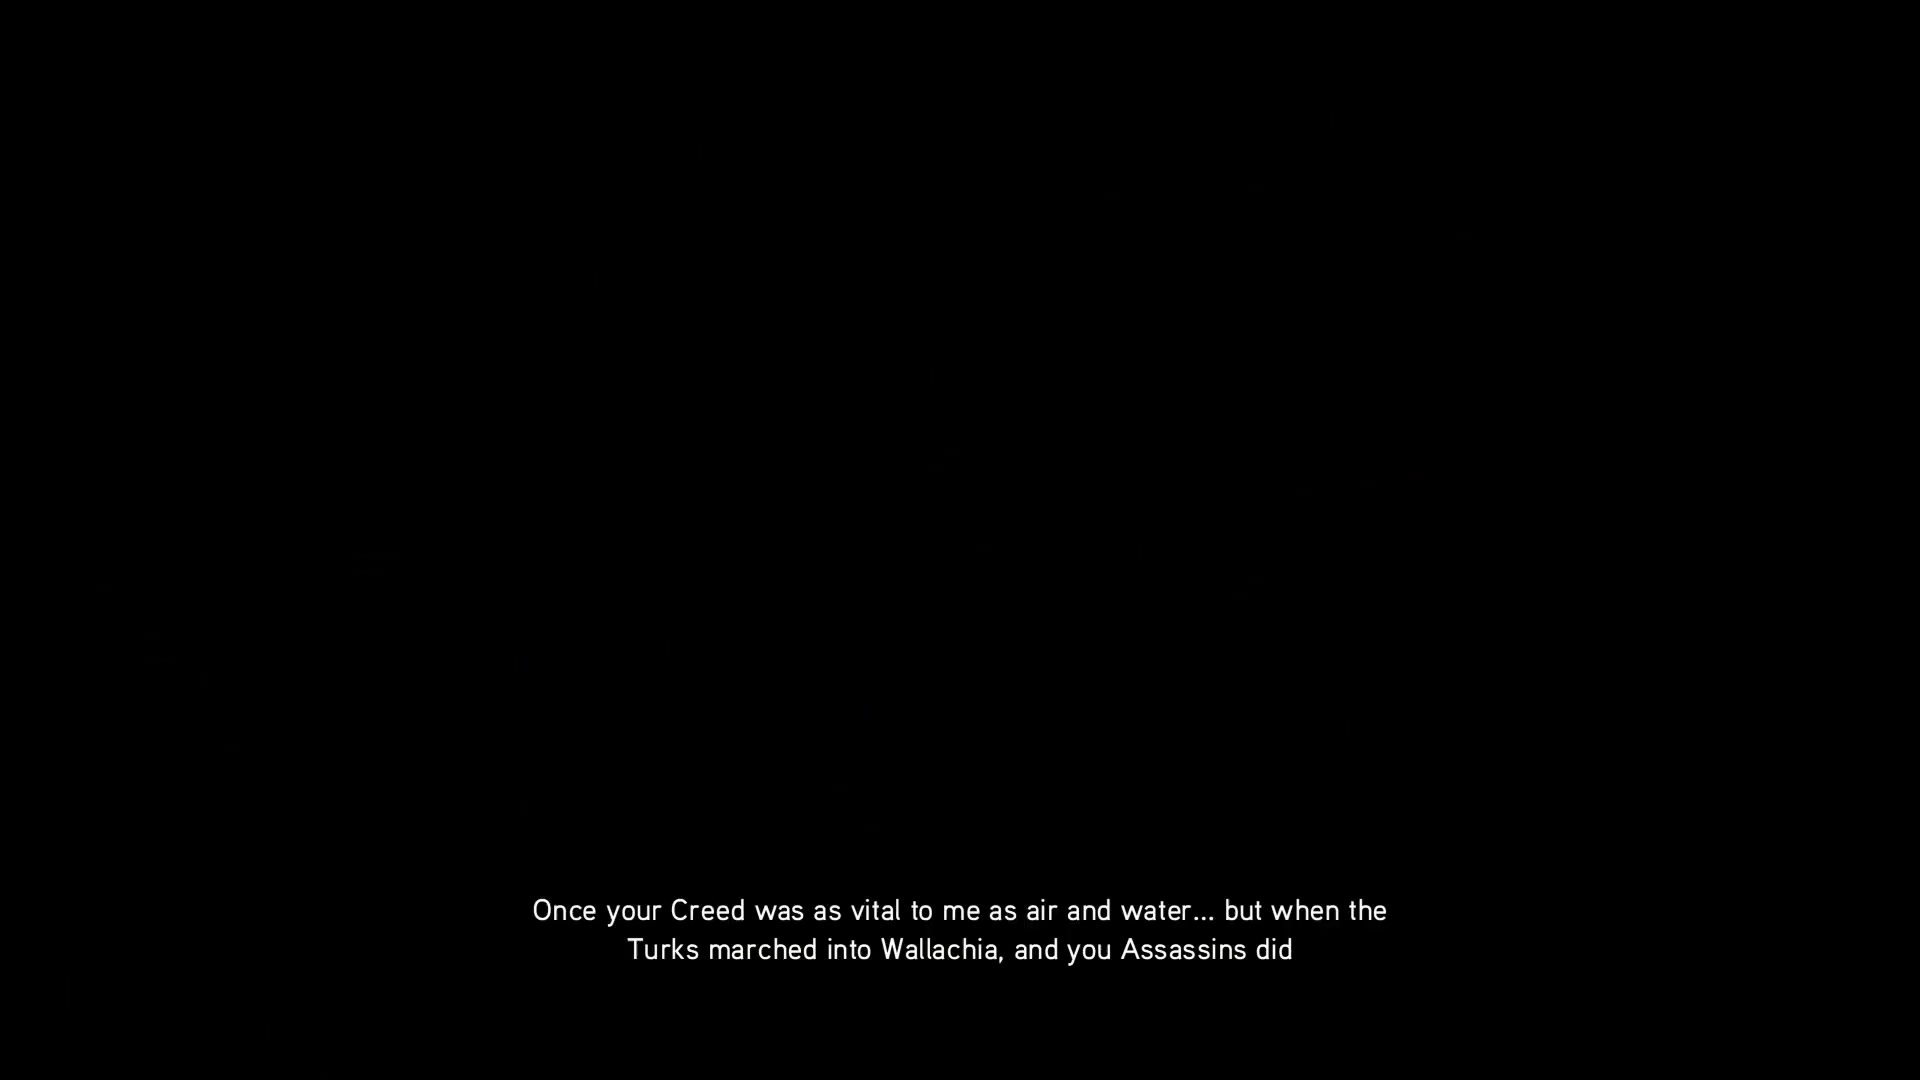 Once your Creed was as vital to me as air and water... but when the
Turks marched into Wallachia, and you Assassins did